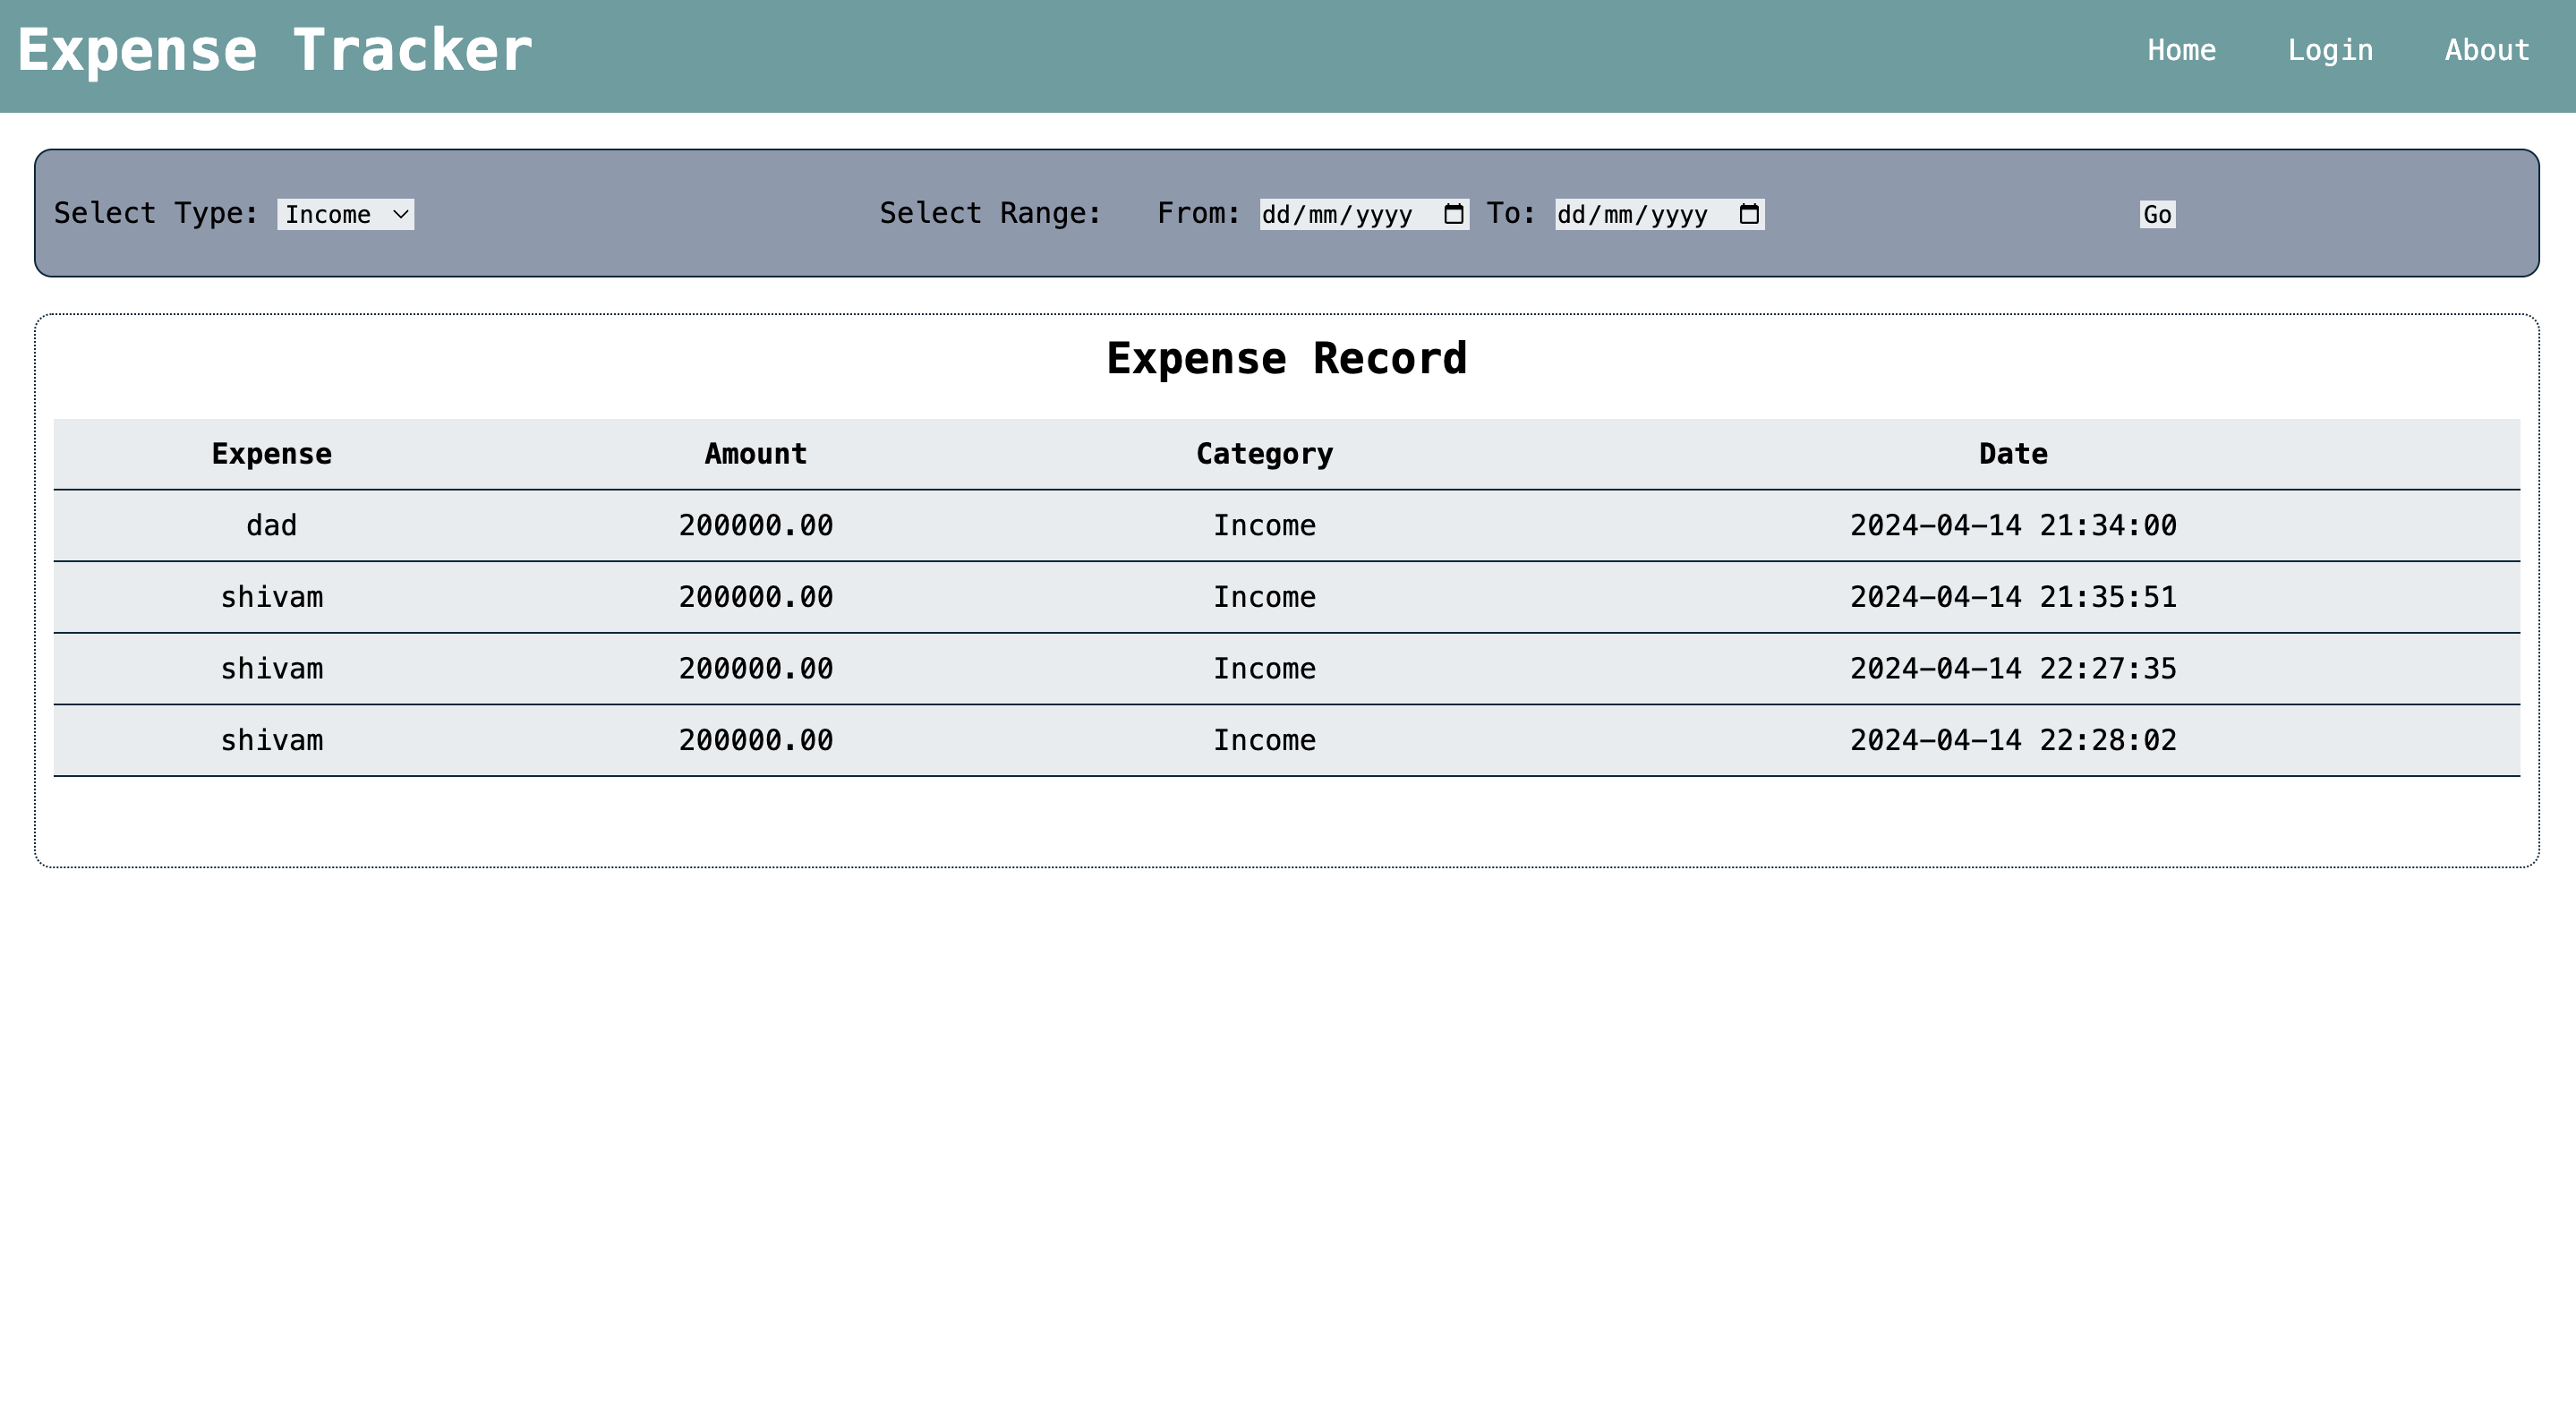 Expense Tracker Home Login About
Select Type: Income Select Range: From: dd/mm/yyyy To: dd/mm/yyyy Go
Expense Record
Expense Amount Category Date
dad 200000.00 Income 2024-04-14 21:34:00
shivam 200000.00 Income 2024-04-14 21:35:51
shivam 200000.00 Income 2024-04-14 22:27:35
shivam 200000.00 Income 2024-04-14 22:28:02